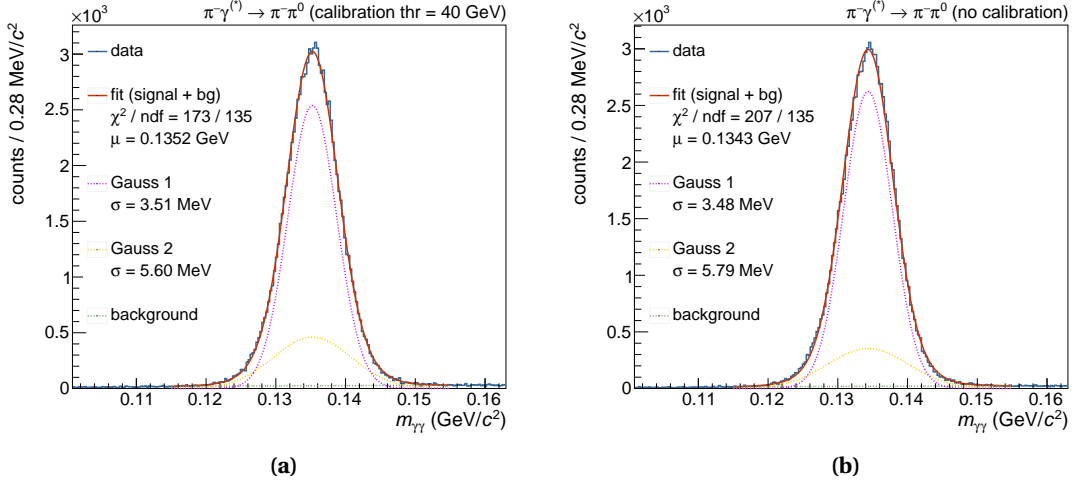 π⁻γ⁽*⁾ → π⁻π⁰ (calibration thr = 40 GeV)
×10³
counts / 0.28 MeV/c²
3
2.5
2
1.5
1
0.5
0
data
fit (signal + bg)
χ² / ndf = 173 / 135
μ = 0.1352 GeV
Gauss 1
σ = 3.51 MeV
Gauss 2
σ = 5.60 MeV
background
0.11 0.12 0.13 0.14 0.15 0.16
m_γγ (GeV/c²)
(a)
π⁻γ⁽*⁾ → π⁻π⁰ (no calibration)
×10³
counts / 0.28 MeV/c²
3
2.5
2
1.5
1
0.5
0
data
fit (signal + bg)
χ² / ndf = 207 / 135
μ = 0.1343 GeV
Gauss 1
σ = 3.48 MeV
Gauss 2
σ = 5.79 MeV
background
0.11 0.12 0.13 0.14 0.15 0.16
m_γγ (GeV/c²)
(b)